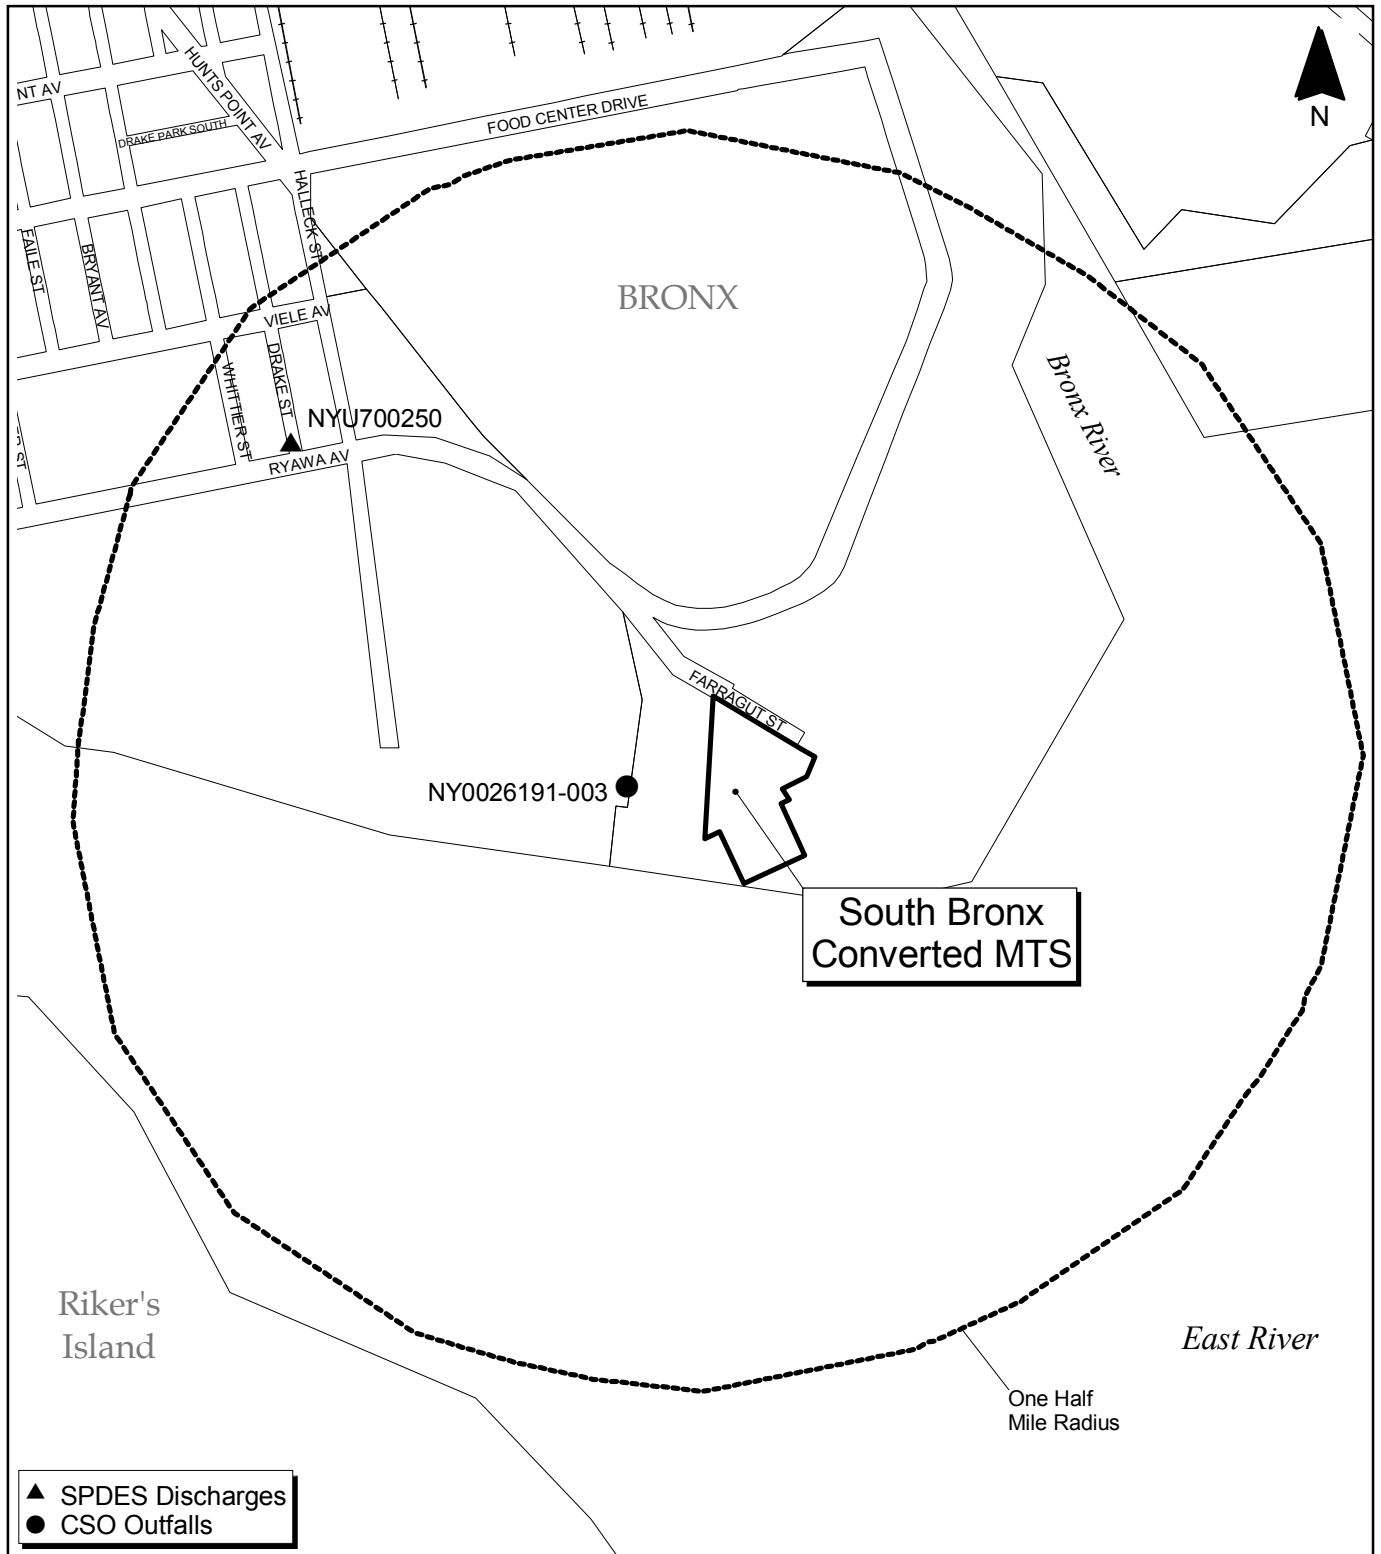 NT AV
HUNTS POINT AV
DRAKE PARK SOUTH
FOOD CENTER DRIVE
N
HALLECK ST
FAILE ST
BRYANT AV
BRONX
VIELE AV
Bronx River
WHITTIER ST
DRAKE ST
NYU700250
RYAWA AV
FARRAGUT ST
NY0026191-003
South Bronx
Converted MTS
Riker's
Island
East River
One Half
Mile Radius
SPDES Discharges
CSO Outfalls